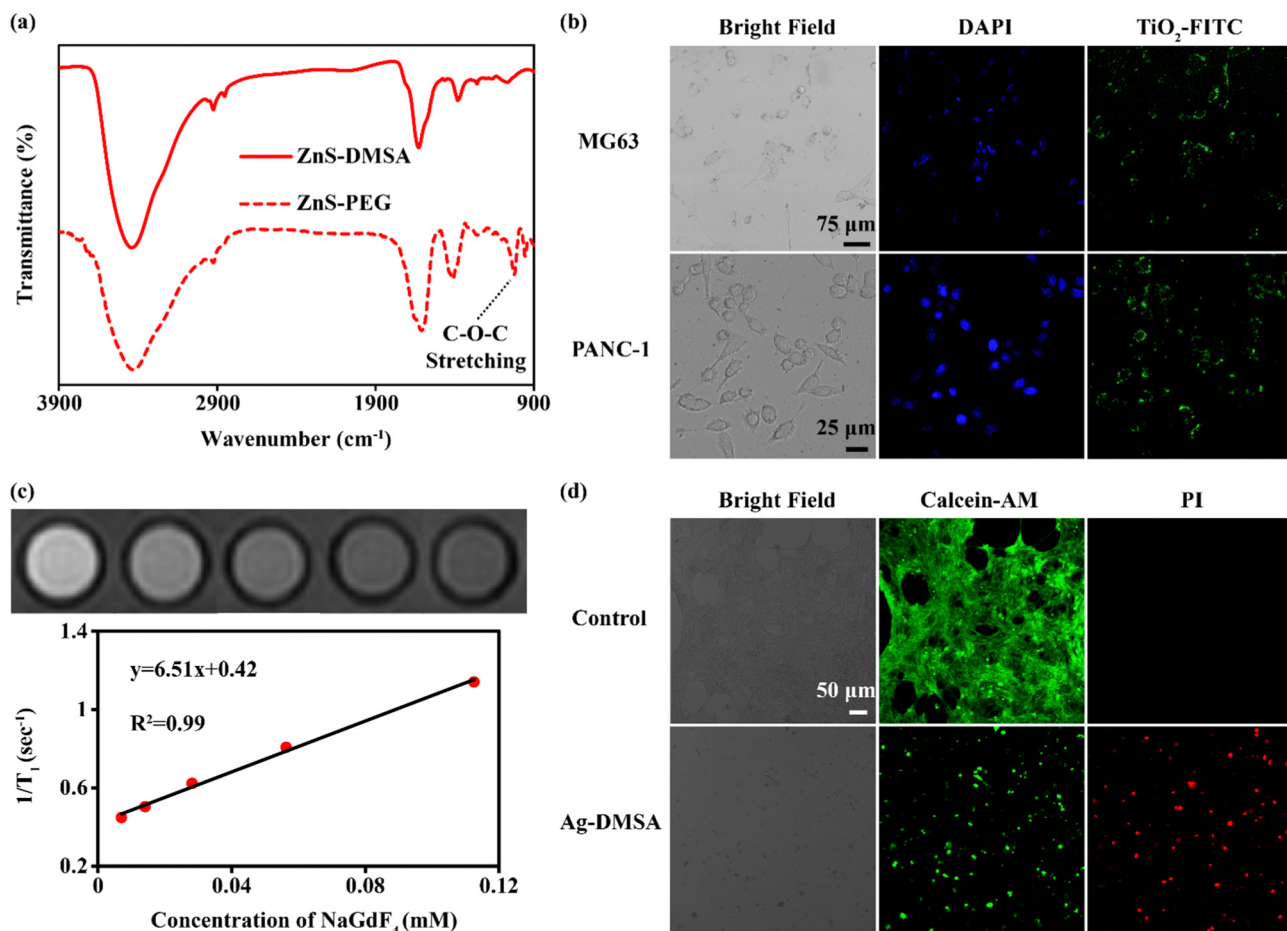 (a)
Transmittance (%)
ZnS-DMSA
ZnS-PEG
C-O-C
Stretching
3900
2900
1900
900
Wavenumber (cm⁻¹)
(b)
Bright Field
DAPI
TiO₂-FITC
MG63
75 µm
PANC-1
25 µm
(c)
1.4
1
0.6
0.2
1/T₁ (sec⁻¹)
y=6.51x+0.42
R²=0.99
0
0.04
0.08
0.12
Concentration of NaGdF₄ (mM)
(d)
Bright Field
Calcein-AM
PI
Control
50 µm
Ag-DMSA